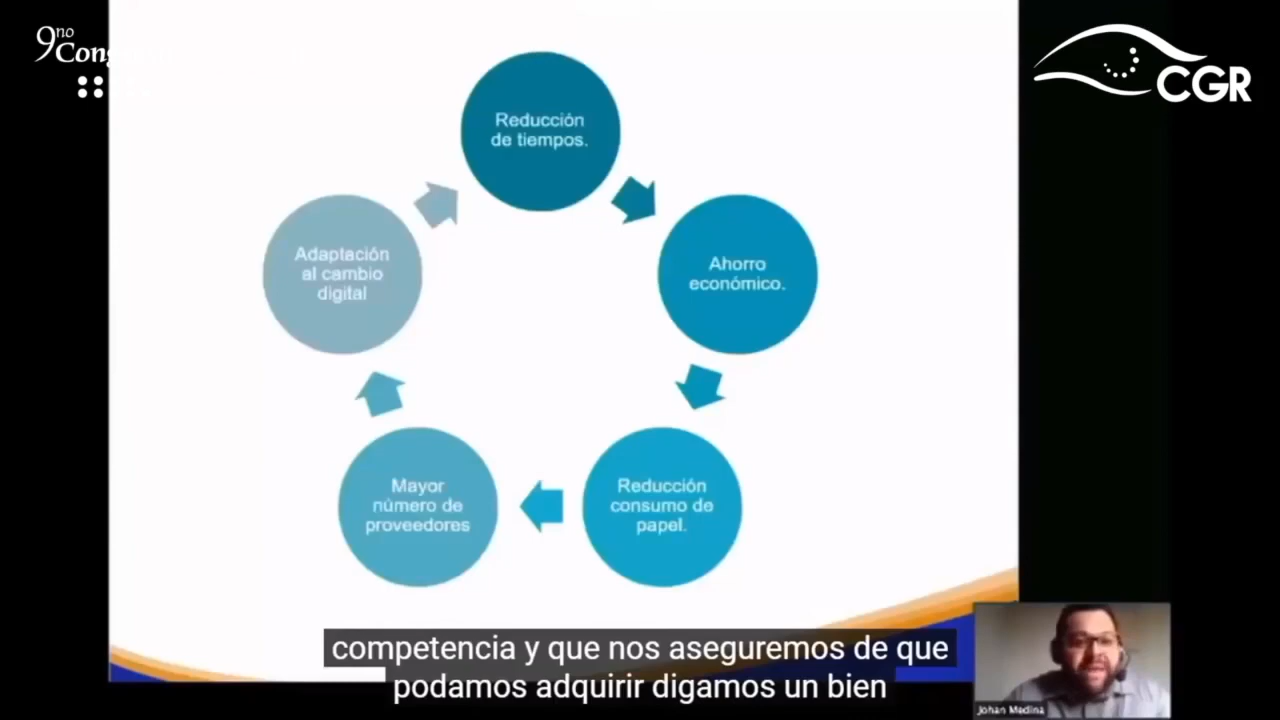 9no
CGR
Reducción
de tiempos.
Ahorro
económico.
Reducción
consumo de
papel.
Mayor
número de
proveedores
Adaptación
al cambio
digital
competencia y que nos aseguremos de que
podamos adquirir digamos un bien
Johan Medina